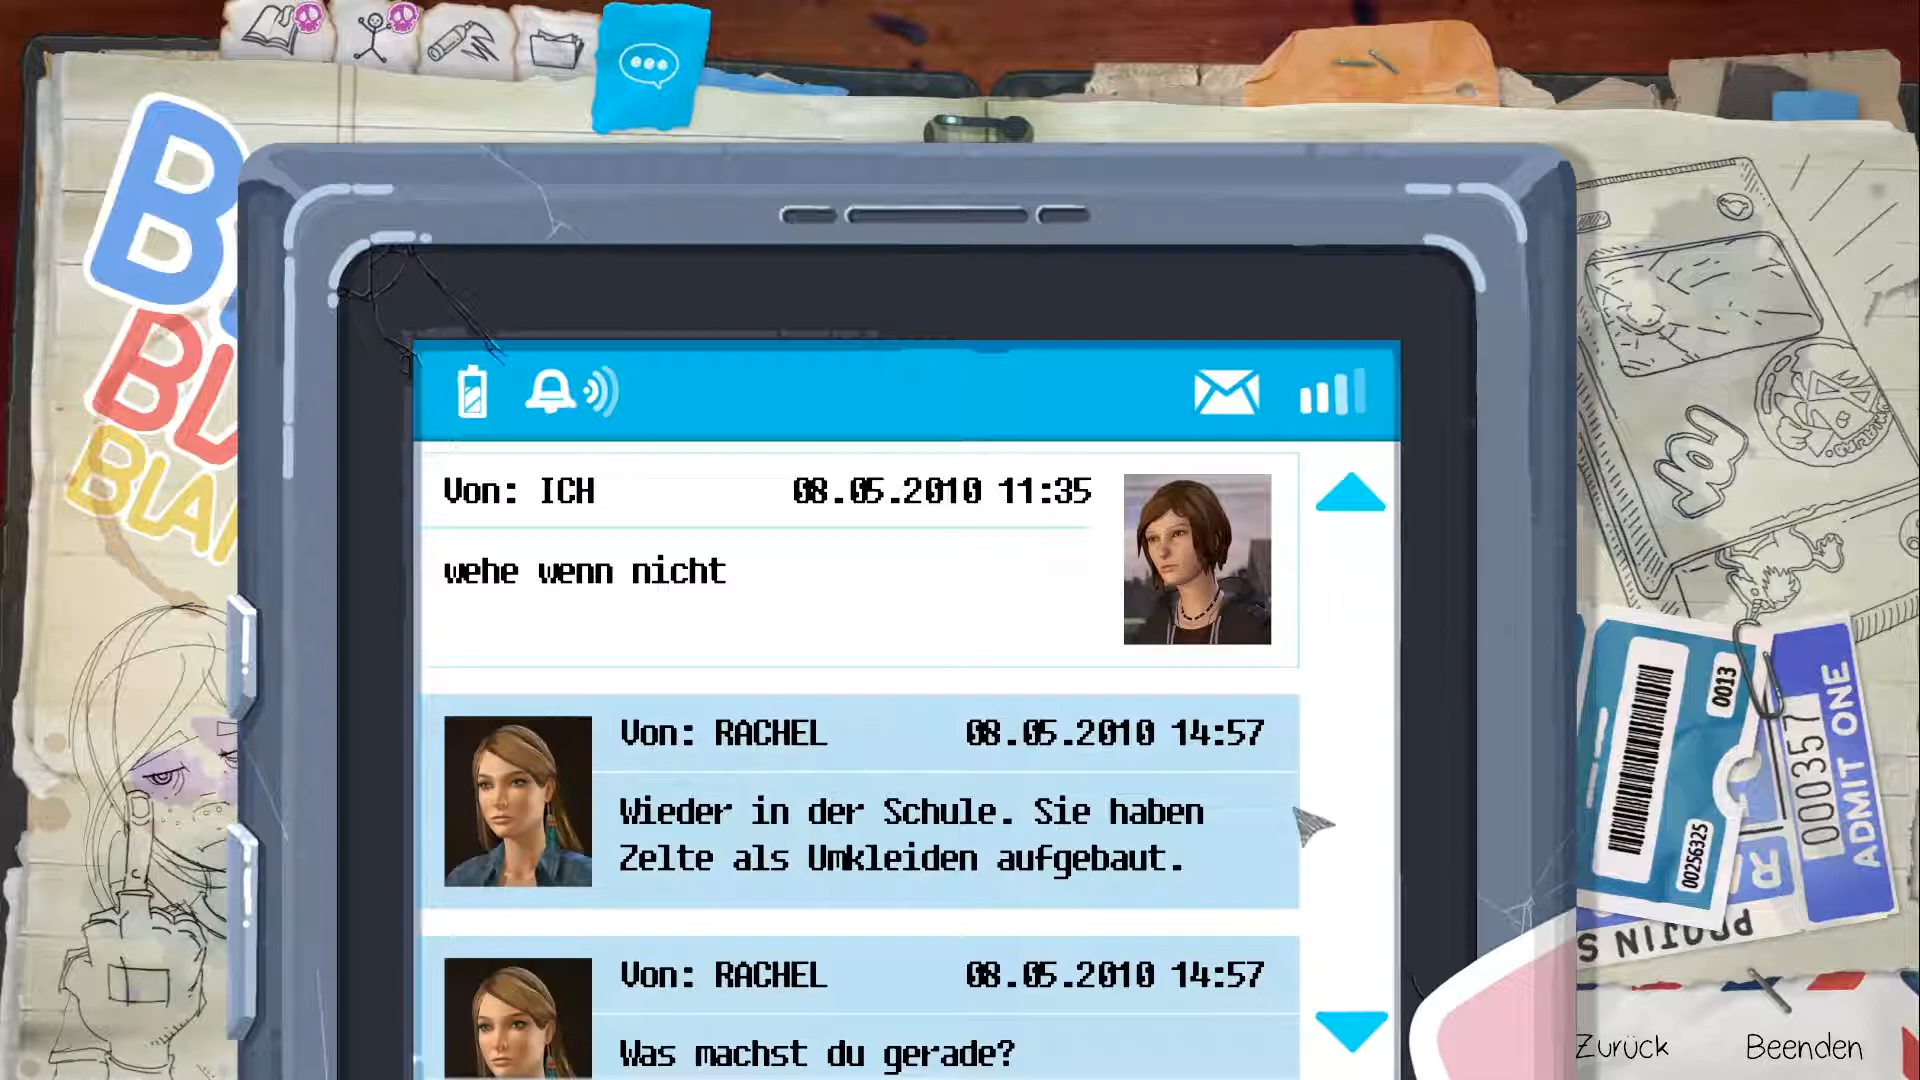 Von: ICH 08.05.2010 11:35
wehe wenn nicht
Von: RACHEL 08.05.2010 14:57
Wieder in der Schule. Sie haben
Zelte als Umkleiden aufgebaut.
Von: RACHEL 08.05.2010 14:57
Was machst du gerade?
0013
00256325
000357
ADMIT ONE
Zurück Beenden